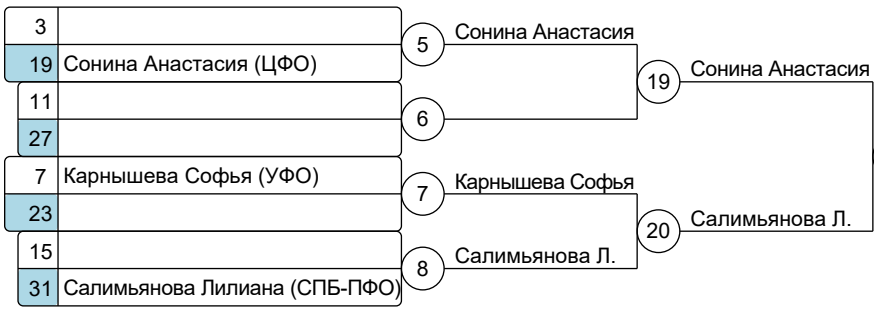 3
19 Сонина Анастасия (ЦФО)
5 Сонина Анастасия
11
27
6
19 Сонина Анастасия
7 Карнышева Софья (УФО)
23
7 Карнышева Софья
15
31 Салимьянова Лилиана (СПБ-ПФО)
8 Салимьянова Л.
20 Салимьянова Л.